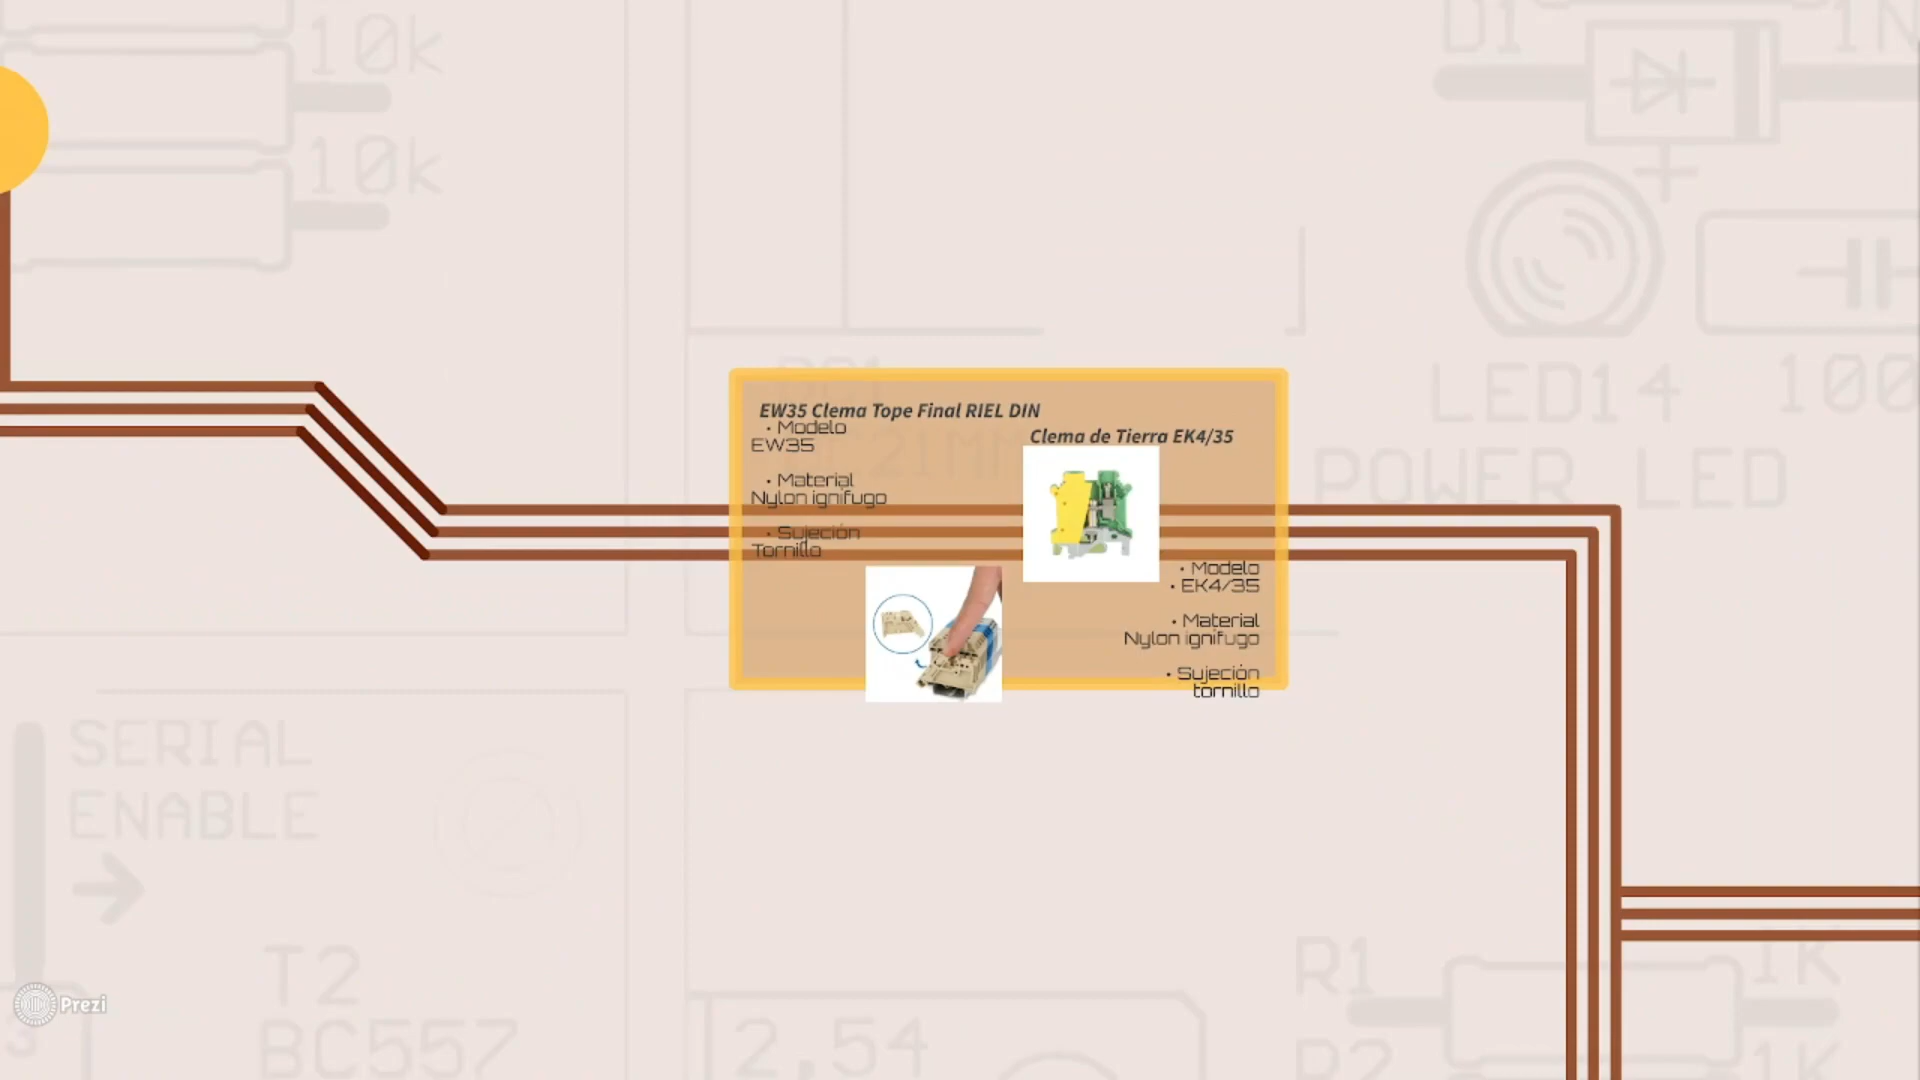 10k
10k
D1
1N
LED14
100
POWER LED
EW35 Clema Tope Final RIEL DIN
• Modelo
EW35
• Material
Nylon ignifugo
• Sujeción
Tornillo
Clema de Tierra EK4/35
• Modelo
• EK4/35
• Material
Nylon ignifugo
• Sujeción
tornillo
SERIAL
ENABLE
T2
BC557
2,54
R1
1K
R2
1K
Prezi